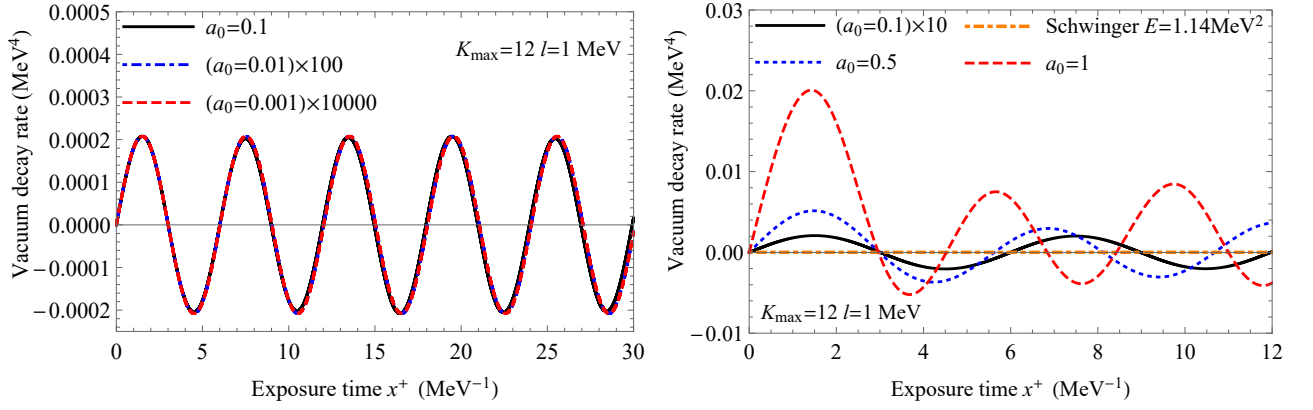 0.0005
0.0004
0.0003
0.0002
0.0001
0.0000
−0.0001
−0.0002
Vacuum decay rate (MeV⁴)
a₀=0.1
(a₀=0.01)×100
(a₀=0.001)×10000
K_max=12 l=1 MeV
0 5 10 15 20 25 30
Exposure time x⁺ (MeV⁻¹)
0.03
0.02
0.01
0.00
−0.01
Vacuum decay rate (MeV⁴)
(a₀=0.1)×10
Schwinger E=1.14MeV²
a₀=0.5
a₀=1
K_max=12 l=1 MeV
0 2 4 6 8 10 12
Exposure time x⁺ (MeV⁻¹)